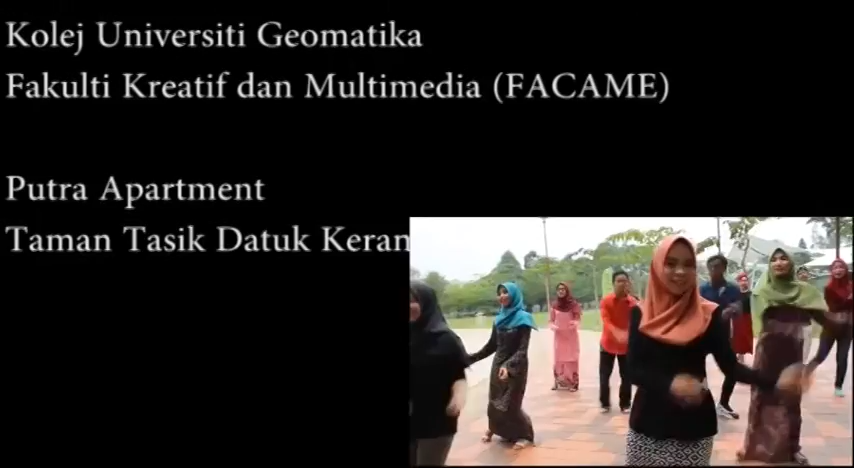 Kolej Universiti Geomatika
Fakulti Kreatif dan Multimedia (FACAME)
Putra Apartment
Taman Tasik Datuk Keran